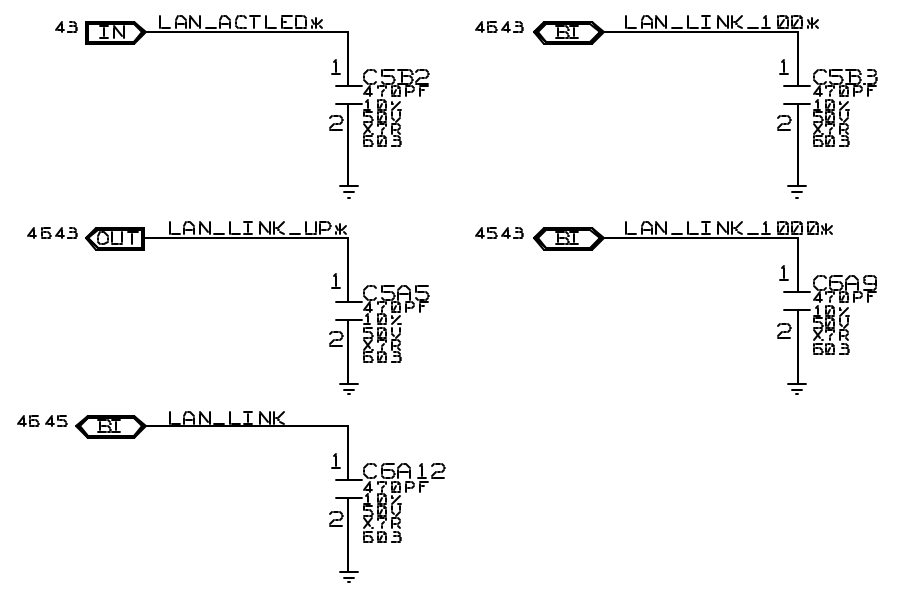 43 IN LAN_ACTLED*
1
C5B2
470PF
10%
50V
X7R
603
2
4643 BI LAN_LINK_100*
1
C5B3
470PF
10%
50V
X7R
603
2
4643 OUT LAN_LINK_UP*
1
C5A5
470PF
10%
50V
X7R
603
2
4543 BI LAN_LINK_1000*
1
C6A9
470PF
10%
50V
X7R
603
2
4645 BI LAN_LINK
1
C6A12
470PF
10%
50V
X7R
603
2